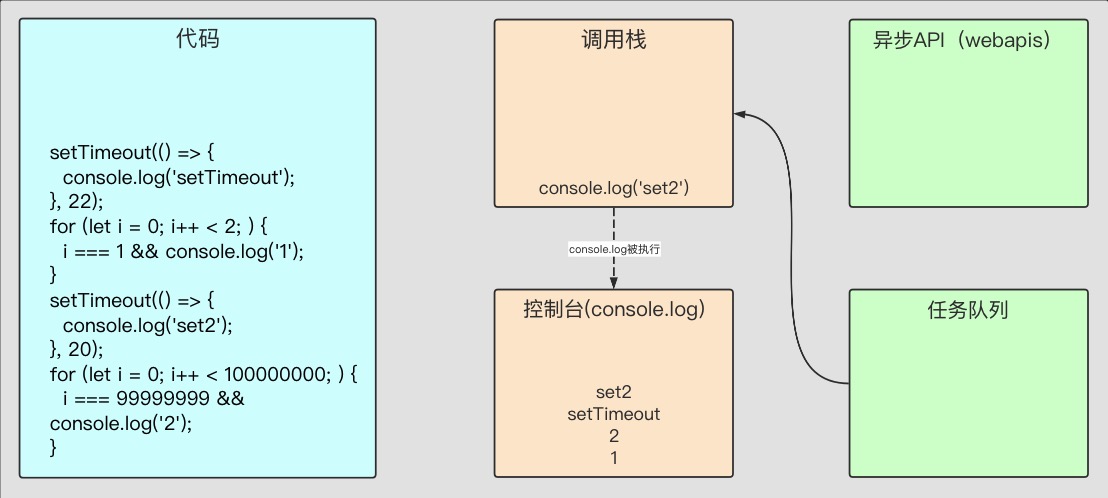 代码
setTimeout(() => {
  console.log('setTimeout');
}, 22);
for (let i = 0; i++ < 2; ) {
  i === 1 && console.log('1');
}
setTimeout(() => {
  console.log('set2');
}, 20);
for (let i = 0; i++ < 100000000; ) {
  i === 99999999 &&
console.log('2');
}
调用栈
console.log('set2')
console.log被执行
控制台(console.log)
set2
setTimeout
2
1
异步API（webapis）
任务队列